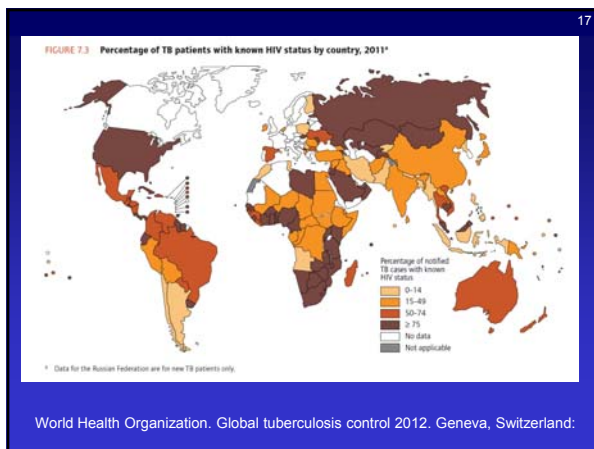 17
FIGURE 7.3 Percentage of TB patients with known HIV status by country, 2011ª
Percentage of notified
TB cases with known
HIV status
0–14
15–49
50–74
≥ 75
No data
Not applicable
ª Data for the Russian Federation are for new TB patients only.
World Health Organization. Global tuberculosis control 2012. Geneva, Switzerland: